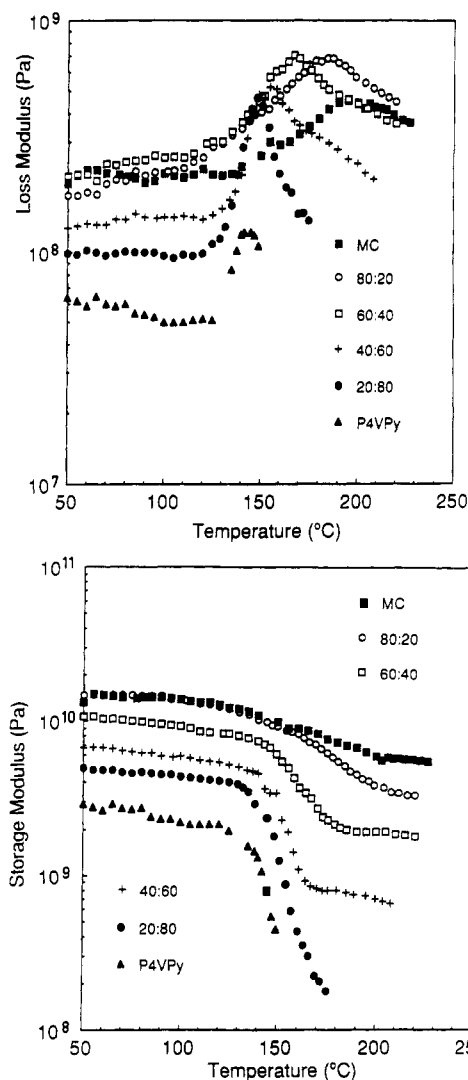 10⁹
Loss Modulus (Pa)
10⁸
10⁷
MC
80:20
60:40
40:60
20:80
P4VPy
50 100 150 200 250
Temperature (°C)
10¹¹
Storage Modulus (Pa)
10¹⁰
10⁹
10⁸
MC
80:20
60:40
40:60
20:80
P4VPy
50 100 150 200 25
Temperature (°C)